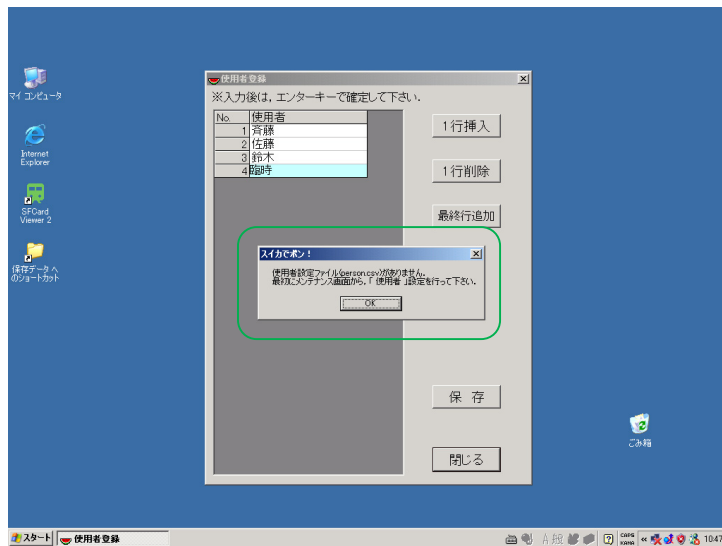 マイ コンピュータ
Internet
Explorer
SFCard
Viewer 2
保存データへ
のショートカット
使用者登録
※入力後は，エンターキーで確定して下さい．
No. 使用者
1 斉藤
2 佐藤
3 鈴木
4 臨時
1行挿入
1行削除
最終行追加
スイカでポン！
使用者設定ファイル(person.csv)がありません．
最初にメンテナンス画面から，「 使用者 」設定を行って下さい．
OK
保 存
閉じる
ごみ箱
スタート
使用者登録
A 般
CAPS
KANA
10:47